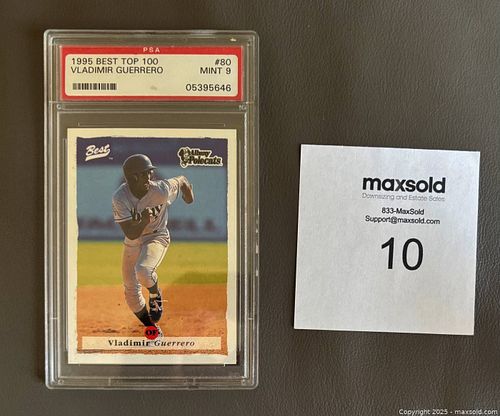 PSA
1995 BEST TOP 100 #80
VLADIMIR GUERRERO MINT 9
05395646
Best
Albany
Polecats
OF
Vladimir Guerrero
maxsold
Downsizing and Estate Sales
833-MaxSold
Support@maxsold.com
10
© Copyright 2025 - maxsold.com